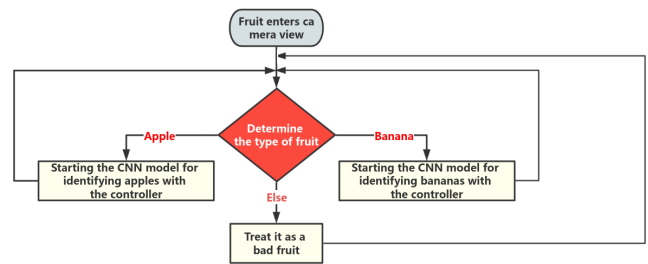 Fruit enters ca
mera view
Determine
the type of fruit
Apple
Banana
Starting the CNN model for
identifying apples with
the controller
Starting the CNN model for
identifying bananas with
the controller
Else
Treat it as a
bad fruit